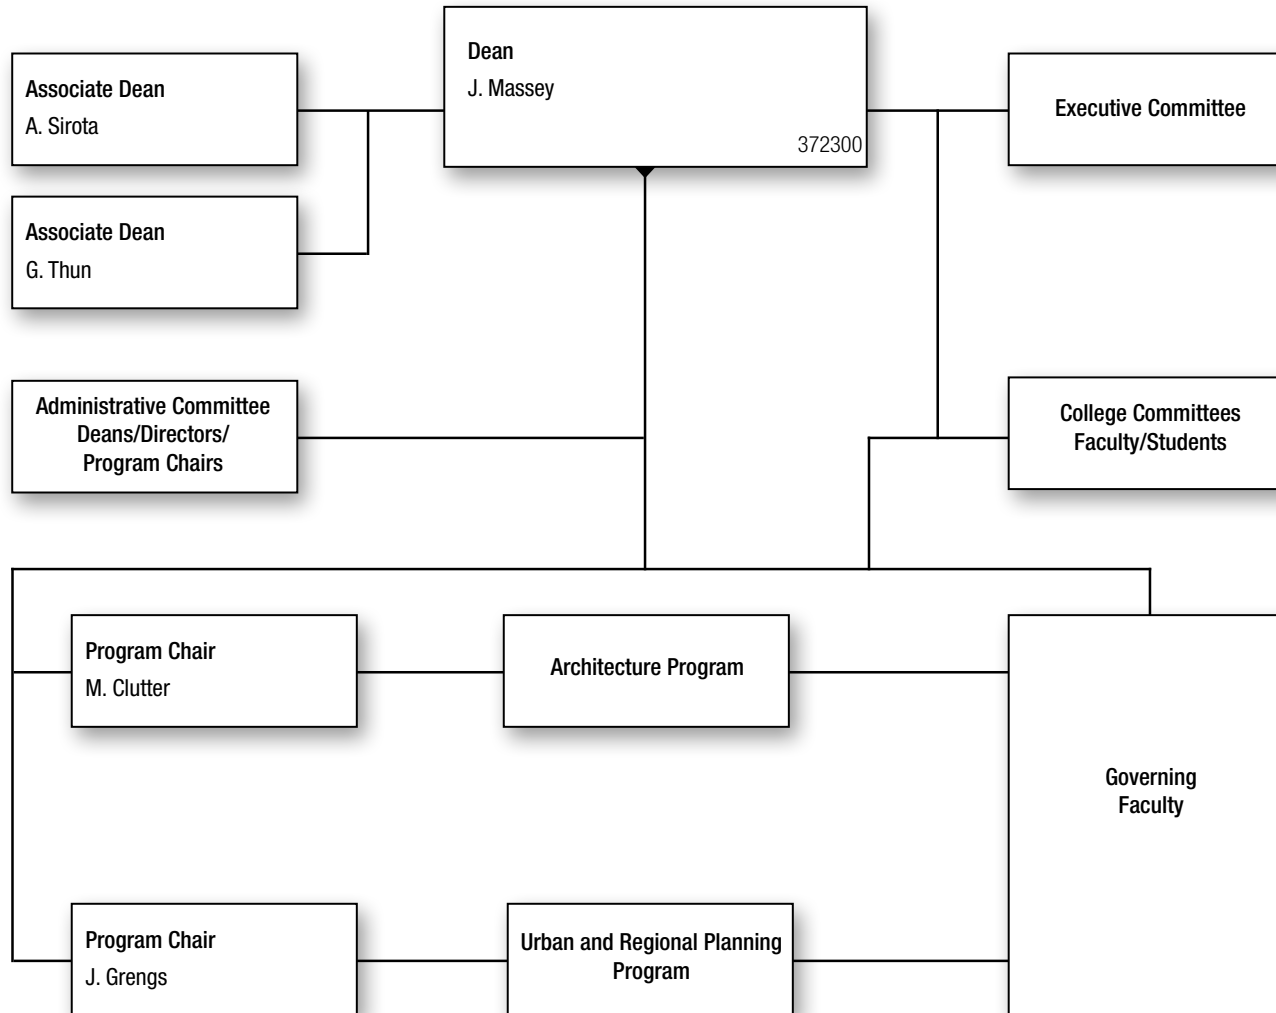 Dean
J. Massey
372300
Associate Dean
A. Sirota
Executive Committee
Associate Dean
G. Thun
Administrative Committee
Deans/Directors/
Program Chairs
College Committees
Faculty/Students
Program Chair
M. Clutter
Architecture Program
Governing
Faculty
Program Chair
J. Grengs
Urban and Regional Planning
Program